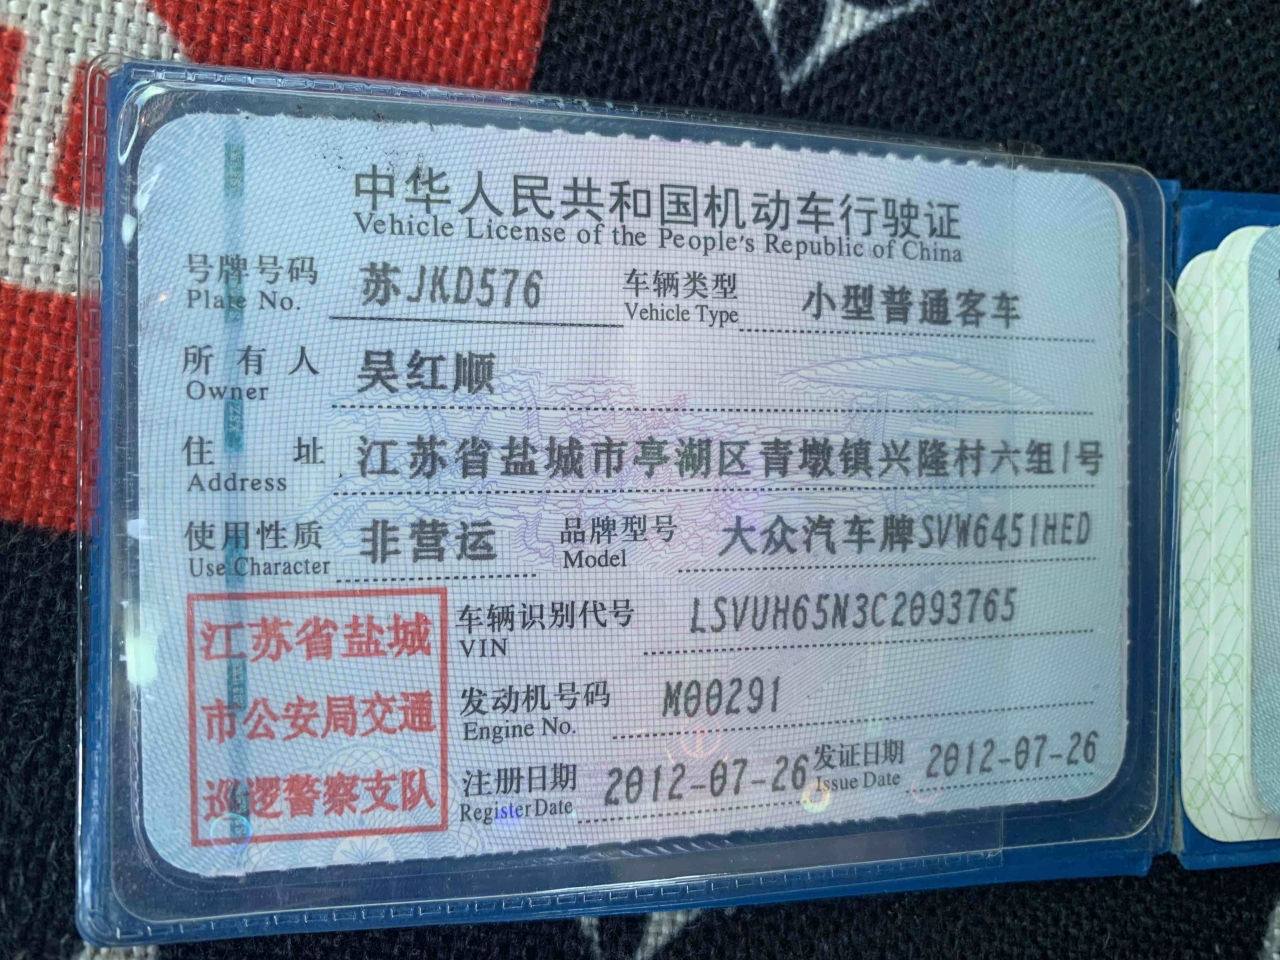 中华人民共和国机动车行驶证
Vehicle License of the People's Republic of China
号牌号码 苏JKD576 车辆类型 小型普通客车
Plate No. Vehicle Type
所有人 吴红顺
Owner
住址 江苏省盐城市亭湖区青墩镇兴隆村六组1号
Address
使用性质 非营运 品牌型号 大众汽车牌SVW6451HED
Use Character Model
江苏省盐城
市公安局交通
巡逻警察支队
车辆识别代号 LSVUH65N3C2093765
VIN
发动机号码 M00291
Engine No.
注册日期 2012-07-26 发证日期 2012-07-26
Register Date Issue Date